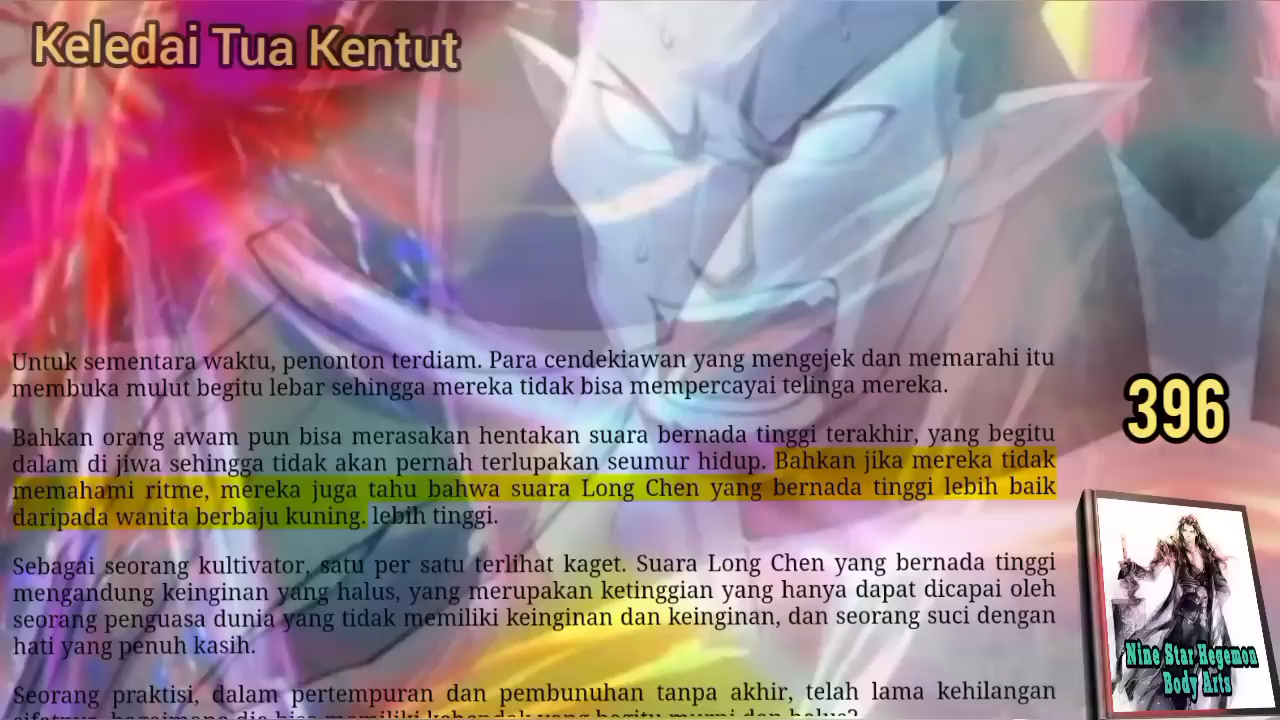 Keledai Tua Kentut
Untuk sementara waktu, penonton terdiam. Para cendekiawan yang mengejek dan memarahi itu
membuka mulut begitu lebar sehingga mereka tidak bisa mempercayai telinga mereka.
Bahkan orang awam pun bisa merasakan hentakan suara bernada tinggi terakhir, yang begitu
dalam di jiwa sehingga tidak akan pernah terlupakan seumur hidup. Bahkan jika mereka tidak
memahami ritme, mereka juga tahu bahwa suara Long Chen yang bernada tinggi lebih baik
daripada wanita berbaju kuning. lebih tinggi.
Sebagai seorang kultivator, satu per satu terlihat kaget. Suara Long Chen yang bernada tinggi
mengandung keinginan yang halus, yang merupakan ketinggian yang hanya dapat dicapai oleh
seorang penguasa dunia yang tidak memiliki keinginan dan keinginan, dan seorang suci dengan
hati yang penuh kasih.
Seorang praktisi, dalam pertempuran dan pembunuhan tanpa akhir, telah lama kehilangan
396
Nine Star Hegemon
Body Arts